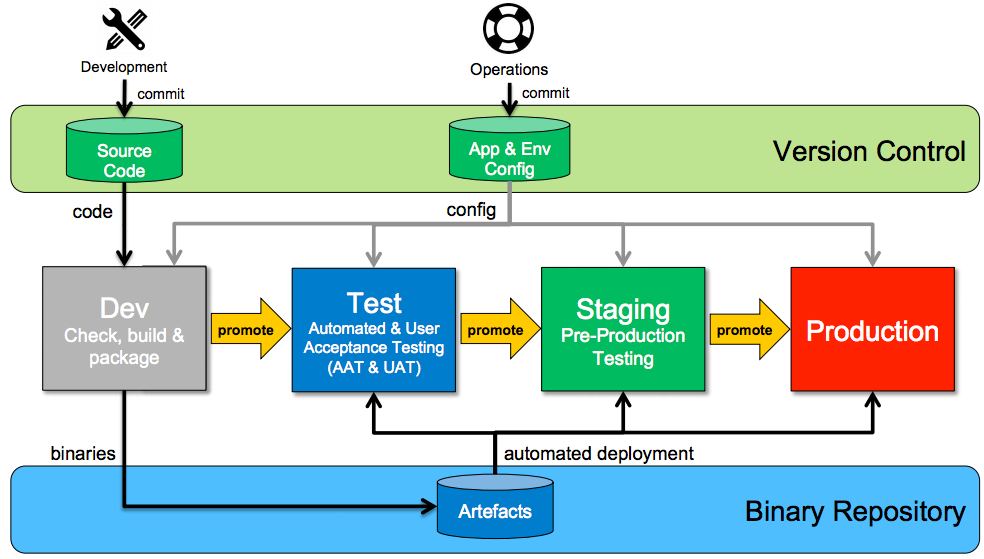 Development
Operations
commit
commit
Source
Code
App & Env
Config
Version Control
code
config
Dev
Check, build &
package
promote
Test
Automated & User
Acceptance Testing
(AAT & UAT)
promote
Staging
Pre-Production
Testing
promote
Production
binaries
automated deployment
Artefacts
Binary Repository